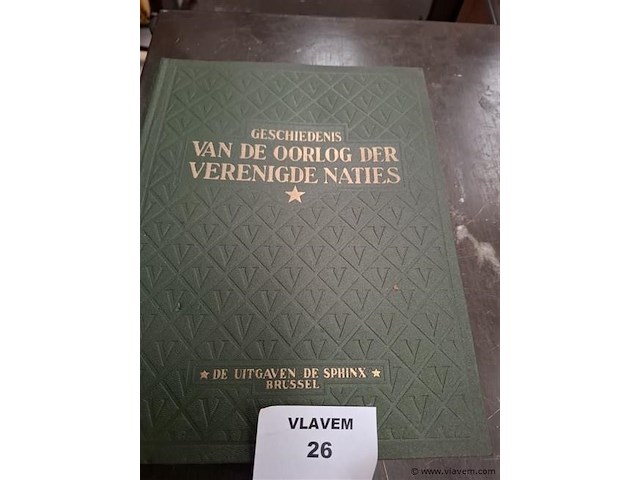 GESCHIEDENIS
VAN DE OORLOG DER
VERENIGDE NATIES
DE UITGAVEN DE SPHINX
BRUSSEL
VLAVEM
26
© www.vlavem.com